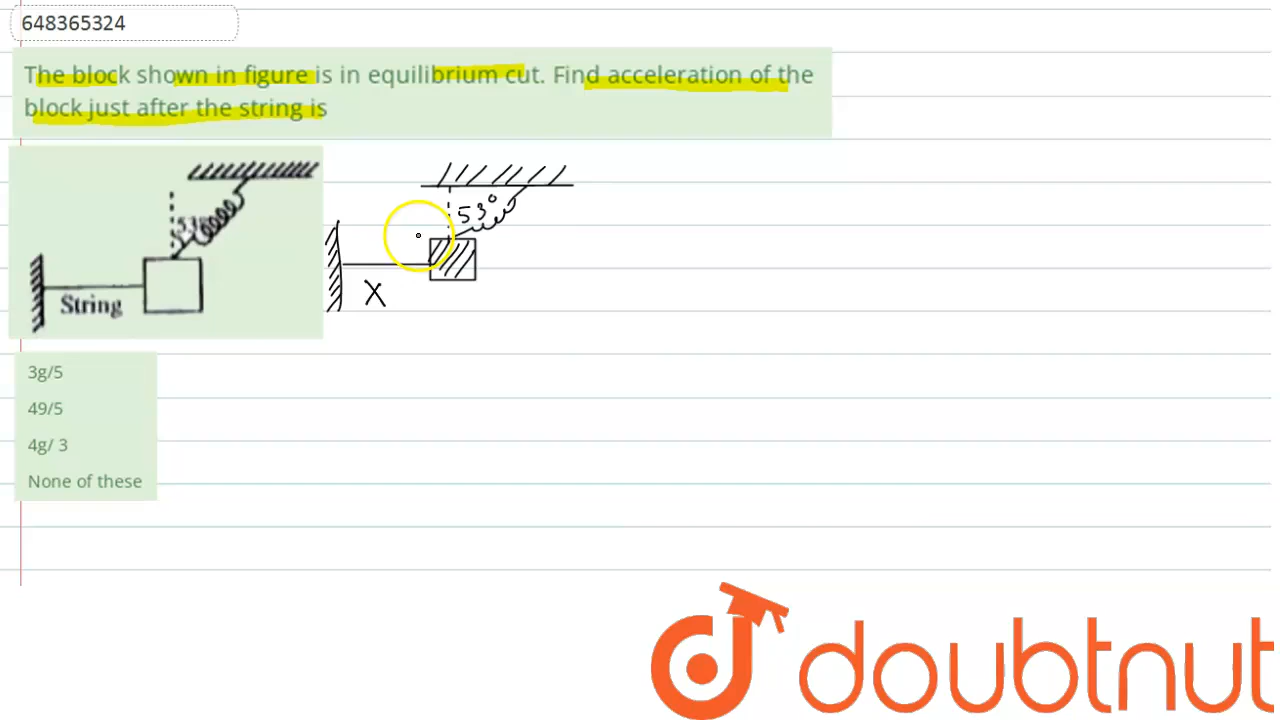 648365324
The block shown in figure is in equilibrium cut. Find acceleration of the
block just after the string is
53°
53°
String
X
3g/5
49/5
4g/ 3
None of these
doubtnut